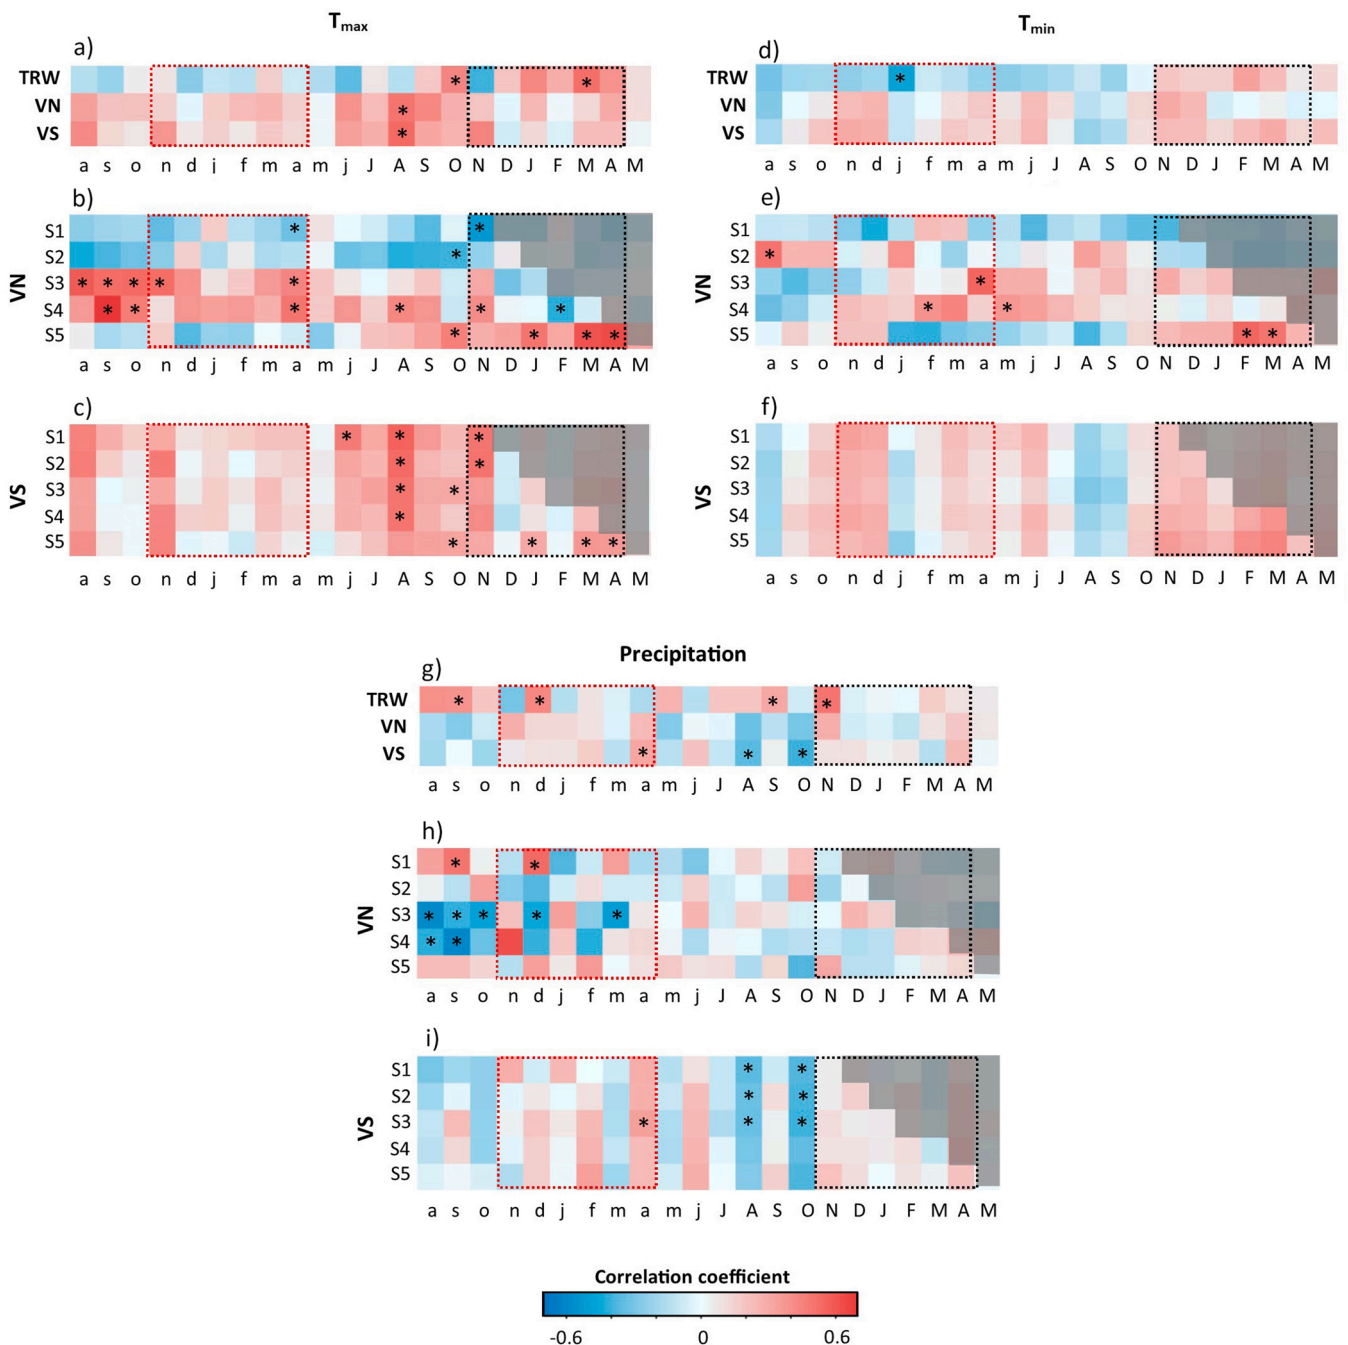 Tmax
Tmin
a)
TRW * *
VN *
VS *
a s o n d j f m a m j J A S O N D J F M A M
d)
TRW *
VN
VS
a s o n d j f m a m j J A S O N D J F M A M
b)
VN
S1 * *
S2 *
S3 * * * * *
S4 * * * * * *
S5 * * * *
a s o n d j f m a m j J A S O N D J F M A M
e)
VN
S1
S2 *
S3 *
S4 * *
S5 * *
a s o n d j f m a m j J A S O N D J F M A M
c)
VS
S1 * * *
S2 * *
S3 * *
S4 *
S5 * * * *
a s o n d j f m a m j J A S O N D J F M A M
f)
VS
S1
S2
S3
S4
S5
a s o n d j f m a m j J A S O N D J F M A M
Precipitation
g)
TRW * * * *
VN
VS * * *
a s o n d j f m a m j J A S O N D J F M A M
h)
VN
S1 * *
S2
S3 * * * * *
S4 * *
S5
a s o n d j f m a m j J A S O N D J F M A M
i)
VS
S1 * *
S2 * *
S3 * * *
S4
S5
a s o n d j f m a m j J A S O N D J F M A M
Correlation coefficient
-0.6 0 0.6